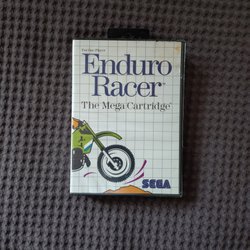 Enduro
Racer
The Mega Cartridge
SEGA